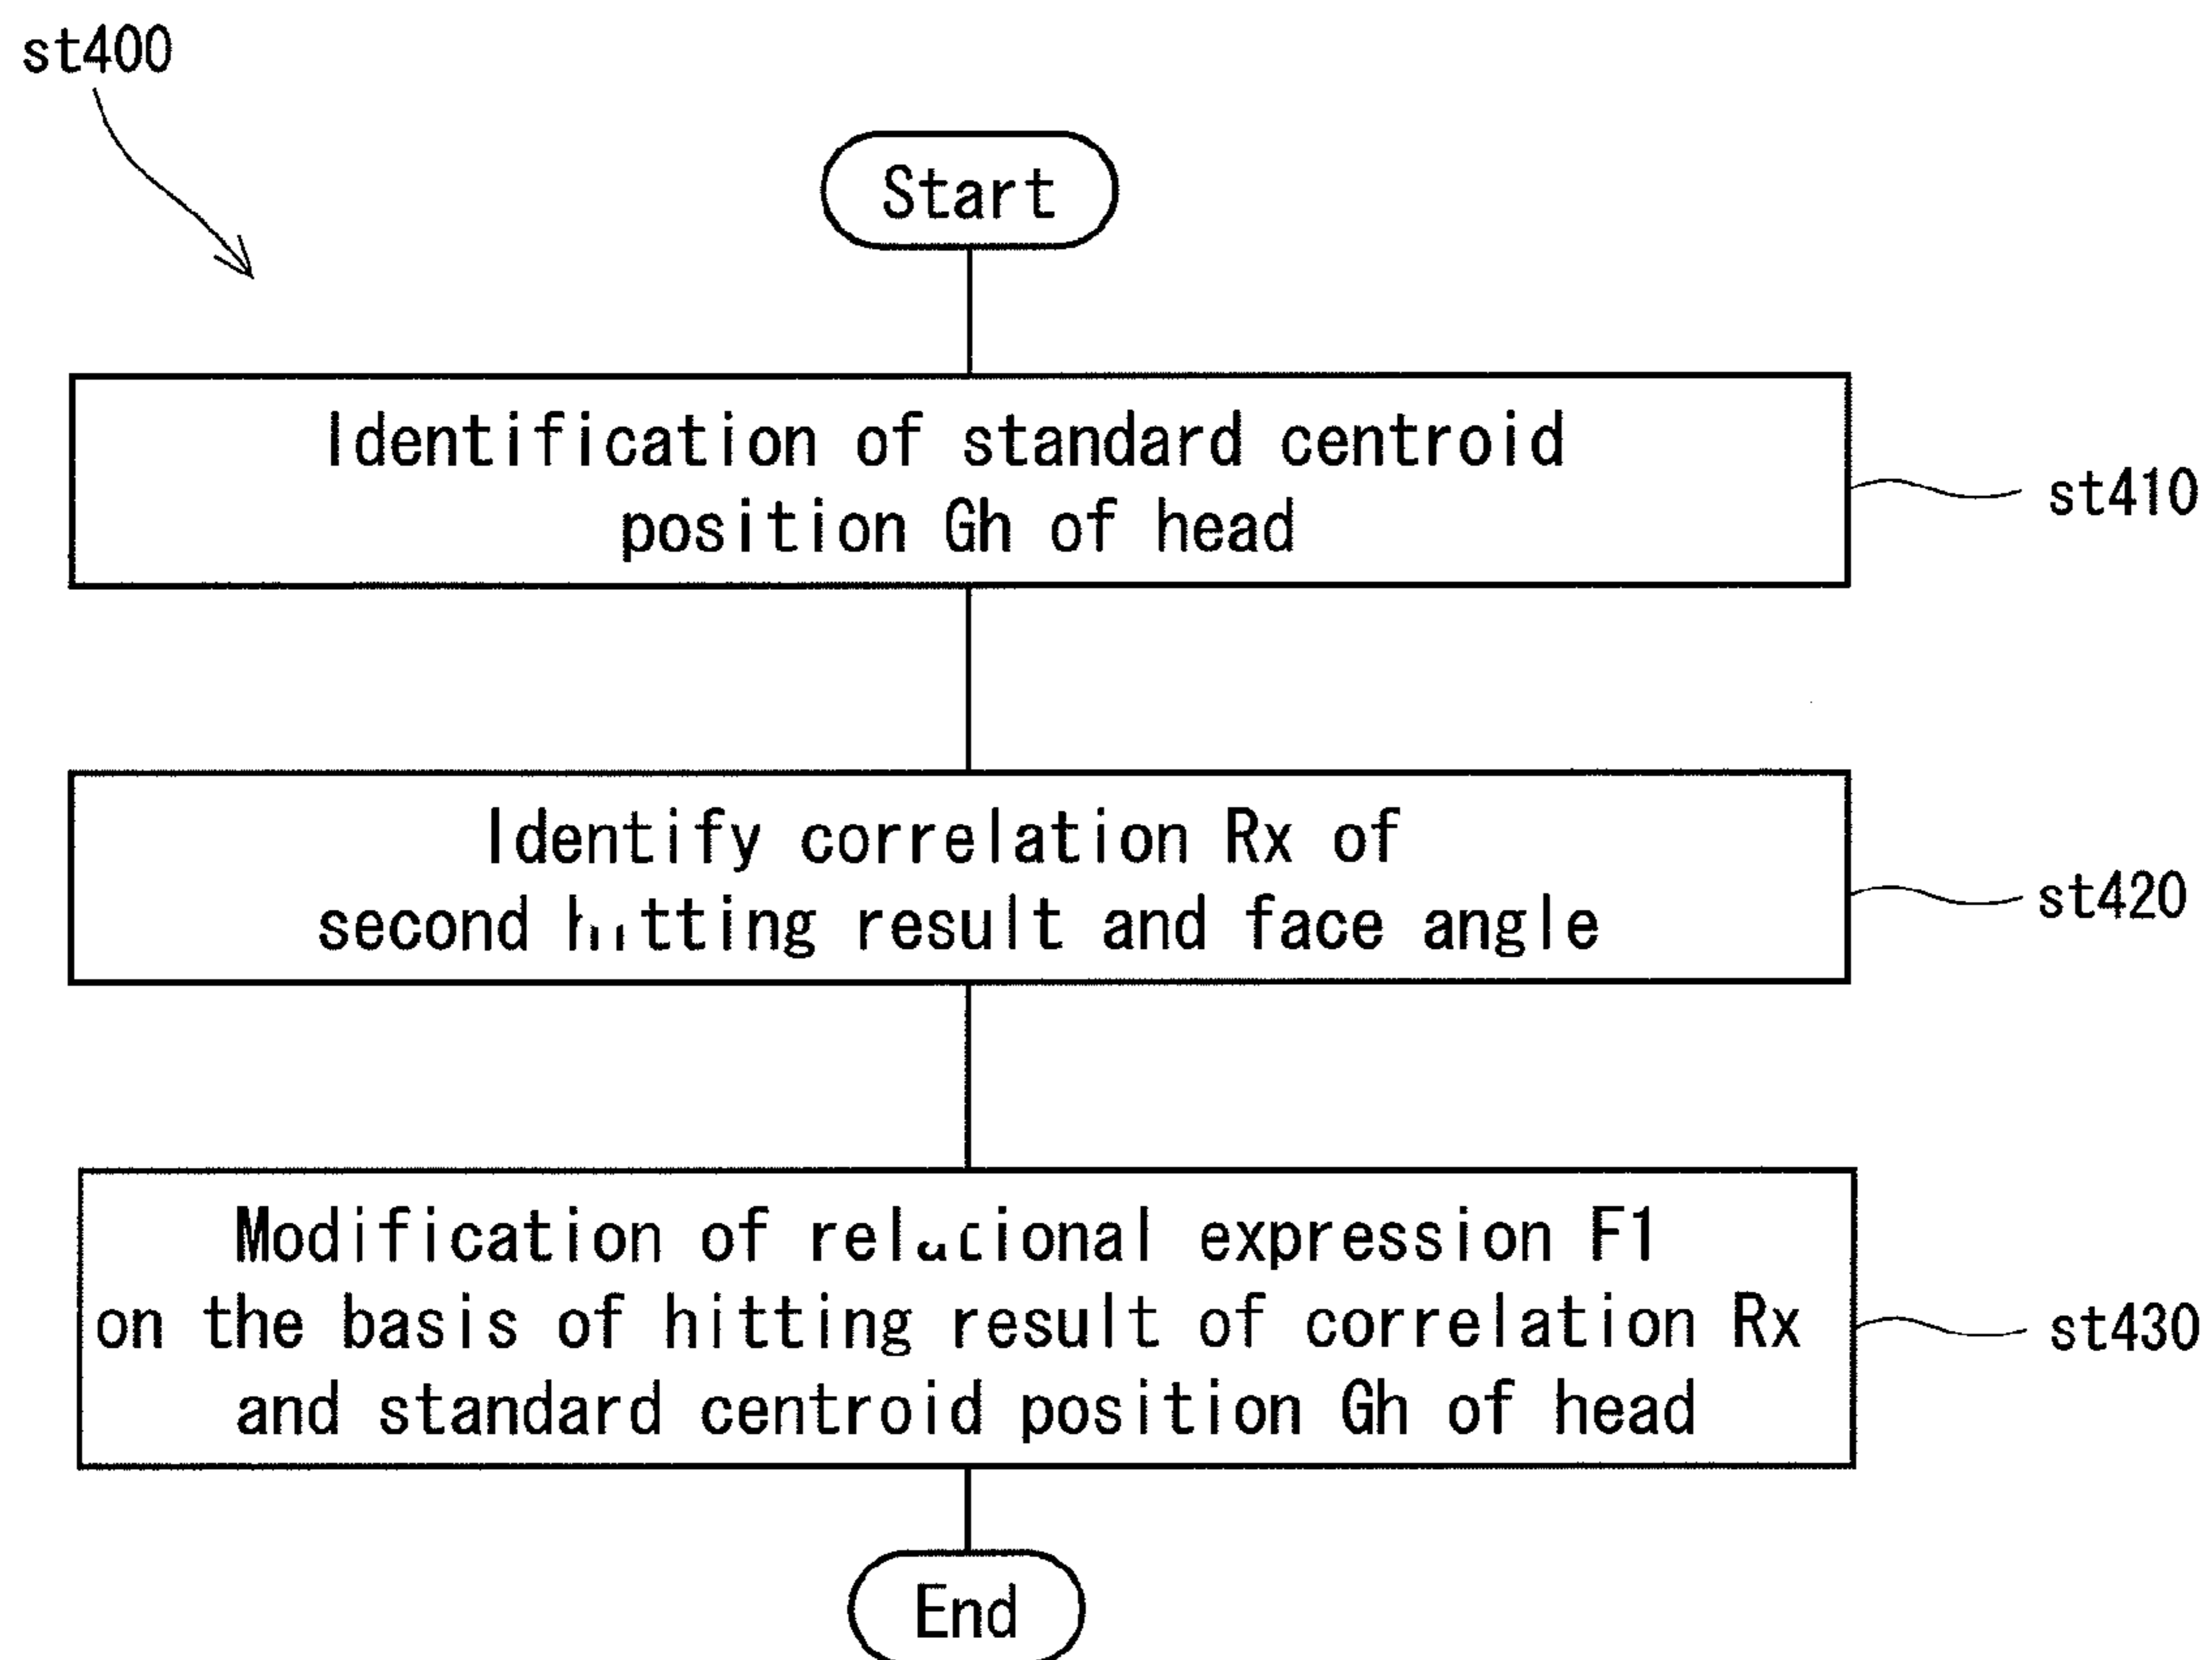 st400
Start
Identification of standard centroid
position Gh of head
st410
Identify correlation Rx of
second hitting result and face angle
st420
Modification of relational expression F1
on the basis of hitting result of correlation Rx
and standard centroid position Gh of head
st430
End